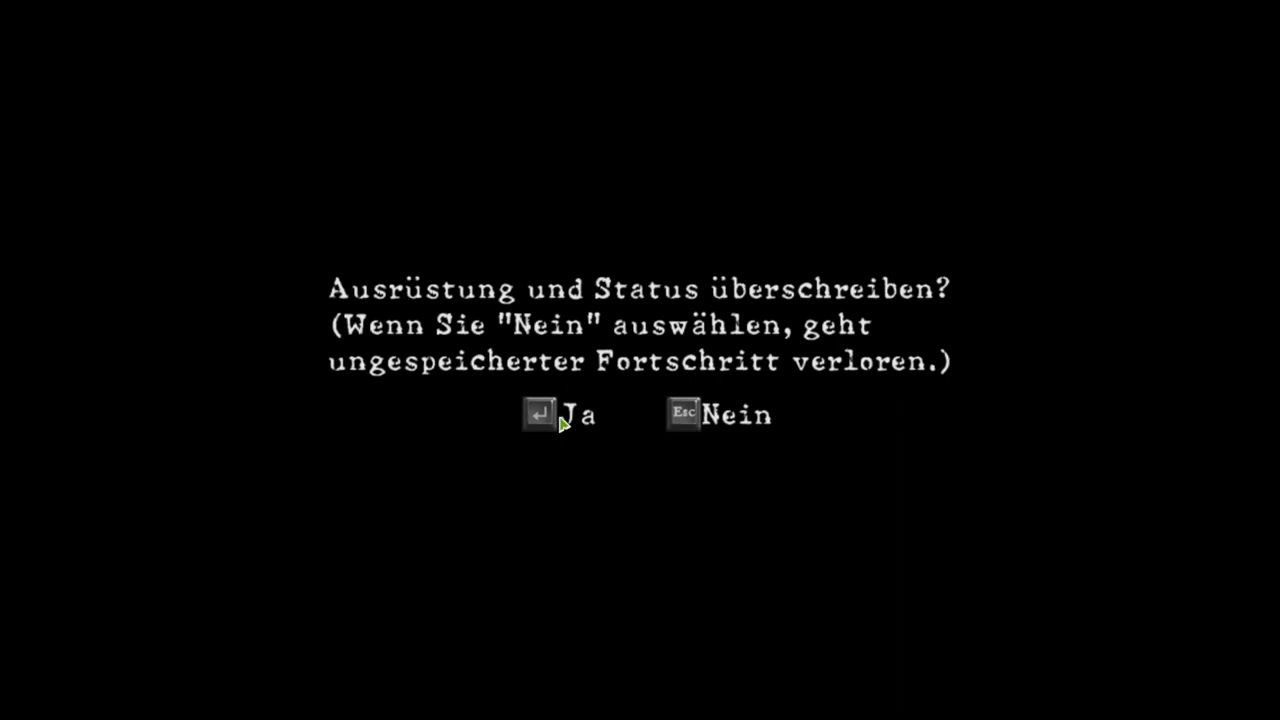 Ausrüstung und Status überschreiben?
(Wenn Sie "Nein" auswählen, geht
ungespeicherter Fortschritt verloren.)
↵ Ja Esc Nein